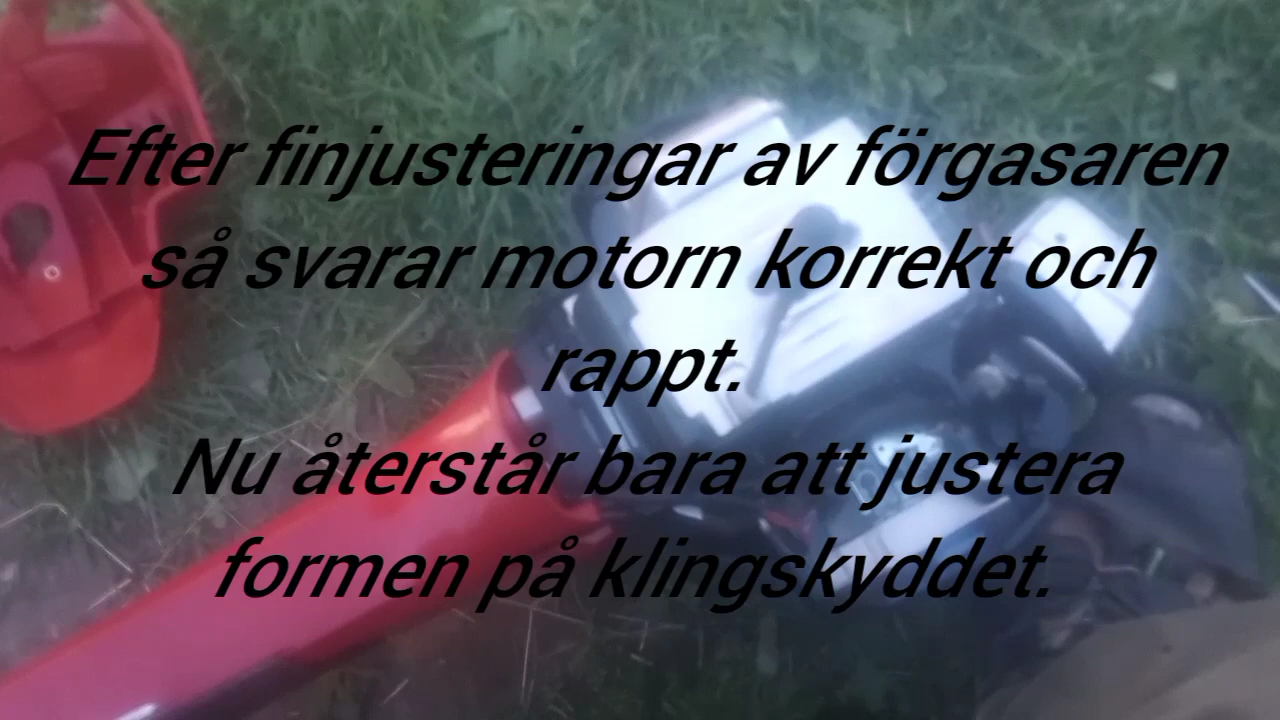 Efter finjusteringar av förgasaren
så svarar motorn korrekt och
rappt.
Nu återstår bara att justera
formen på klingskyddet.